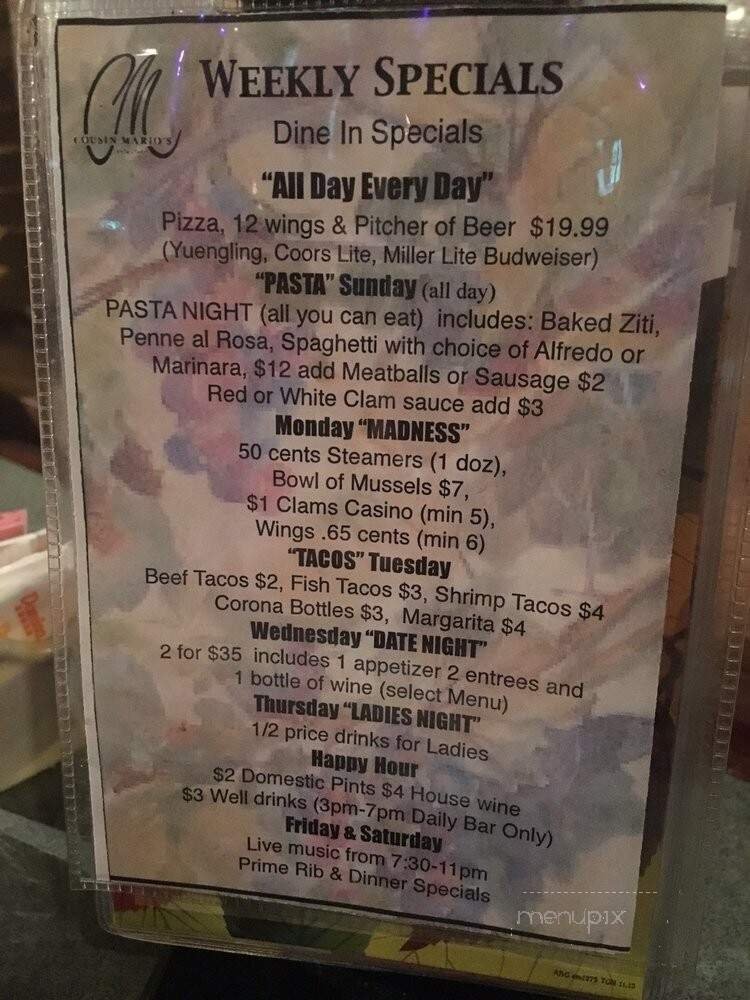 WEEKLY SPECIALS
COUSIN MARIO'S
Dine In Specials
"All Day Every Day"
Pizza, 12 wings & Pitcher of Beer $19.99
(Yuengling, Coors Lite, Miller Lite Budweiser)
"PASTA" Sunday (all day)
PASTA NIGHT (all you can eat) includes: Baked Ziti,
Penne al Rosa, Spaghetti with choice of Alfredo or
Marinara, $12 add Meatballs or Sausage $2
Red or White Clam sauce add $3
Monday "MADNESS"
50 cents Steamers (1 doz),
Bowl of Mussels $7,
$1 Clams Casino (min 5),
Wings .65 cents (min 6)
"TACOS" Tuesday
Beef Tacos $2, Fish Tacos $3, Shrimp Tacos $4
Corona Bottles $3, Margarita $4
Wednesday "DATE NIGHT"
2 for $35 includes 1 appetizer 2 entrees and
1 bottle of wine (select Menu)
Thursday "LADIES NIGHT"
1/2 price drinks for Ladies
Happy Hour
$2 Domestic Pints $4 House wine
$3 Well drinks (3pm-7pm Daily Bar Only)
Friday & Saturday
Live music from 7:30-11pm
Prime Rib & Dinner Specials
menupix